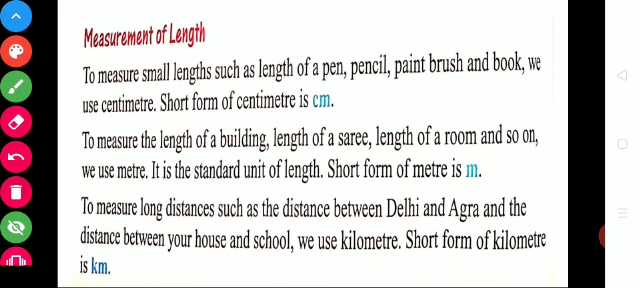 Measurement of Length
To measure small lengths such as length of a pen, pencil, paint brush and book, we
use centimetre. Short form of centimetre is cm.
To measure the length of a building, length of a saree, length of a room and so on,
we use metre. It is the standard unit of length. Short form of metre is m.
To measure long distances such as the distance between Delhi and Agra and the
distance between your house and school, we use kilometre. Short form of kilometre
is km.